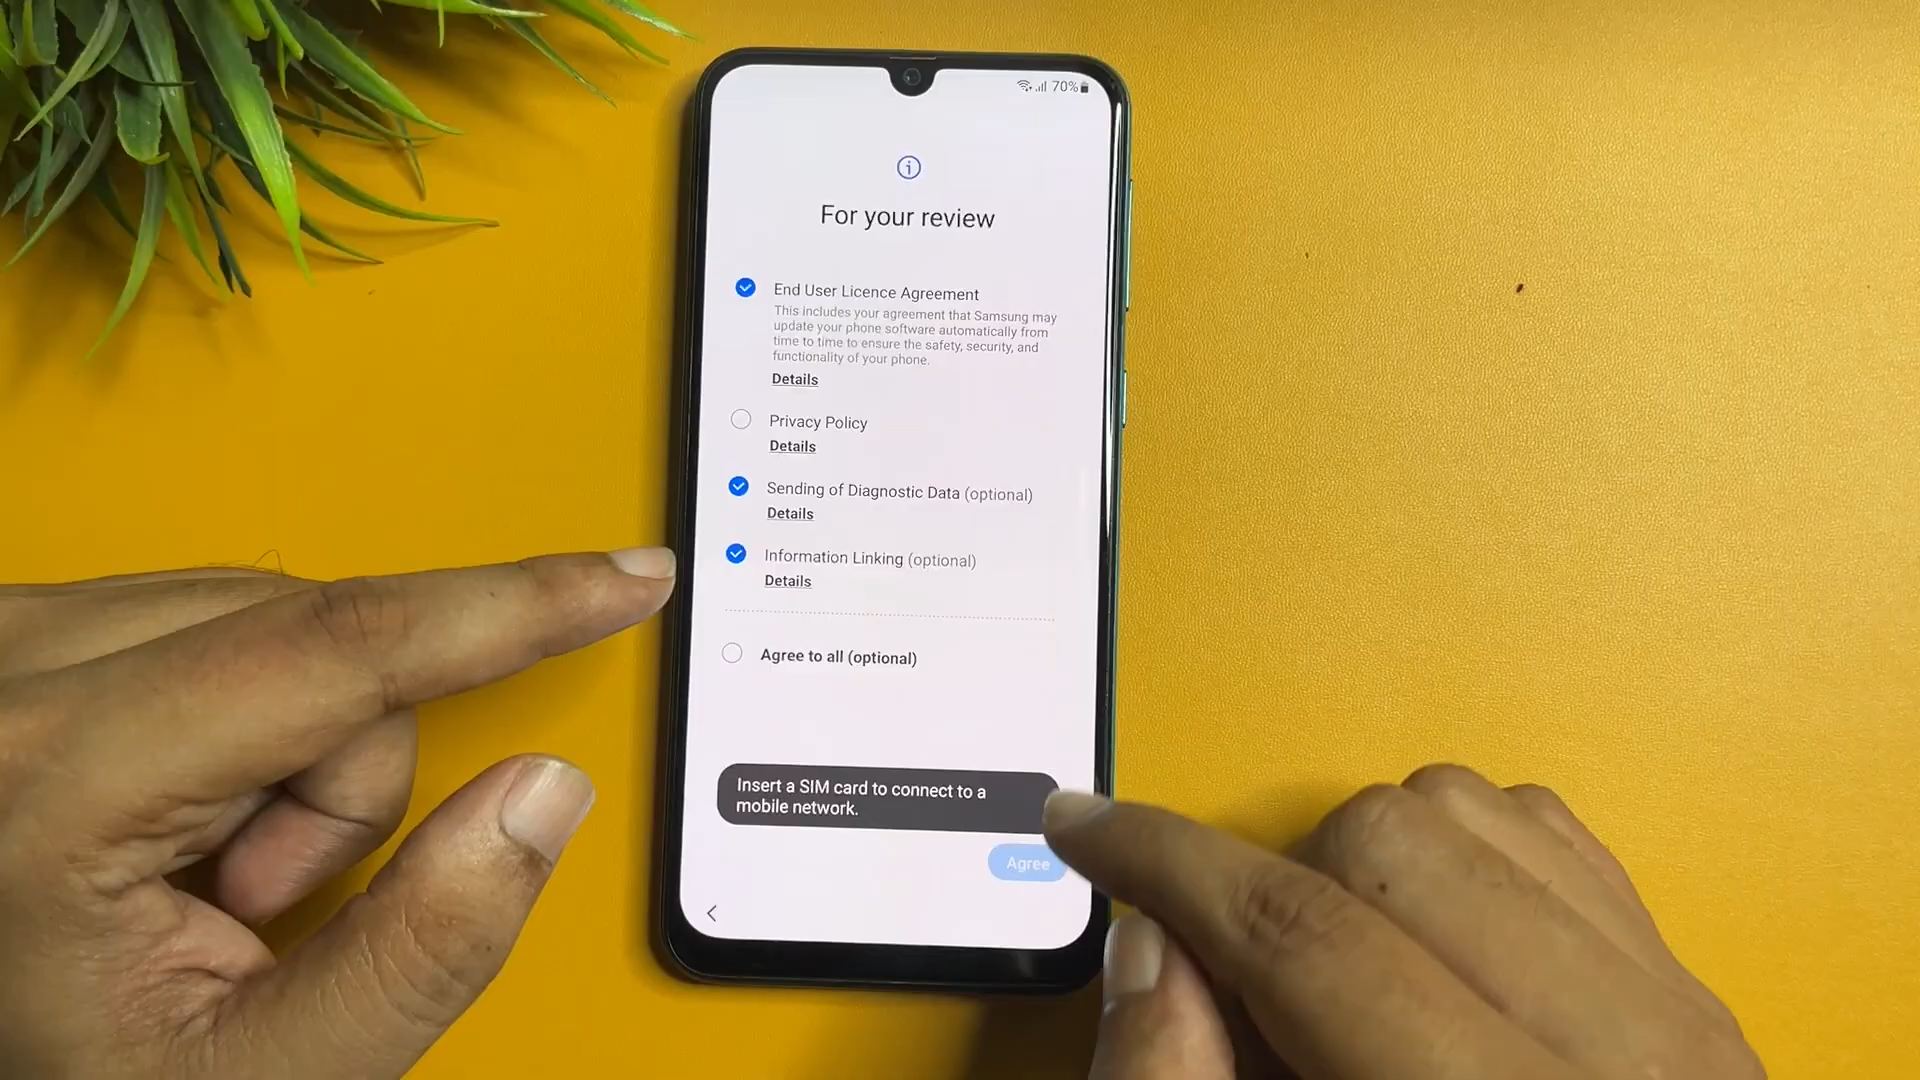 70%
For your review
End User Licence Agreement
This includes your agreement that Samsung may
update your phone software automatically from
time to time to ensure the safety, security, and
functionality of your phone.
Details
Privacy Policy
Details
Sending of Diagnostic Data (optional)
Details
Information Linking (optional)
Details
Agree to all (optional)
Insert a SIM card to connect to a
mobile network.
Agree